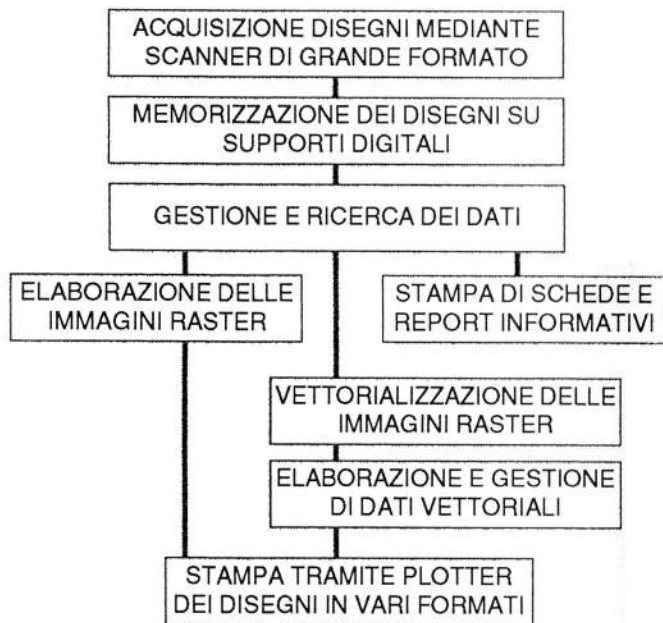 ACQUISIZIONE DISEGNI MEDIANTE
SCANNER DI GRANDE FORMATO
MEMORIZZAZIONE DEI DISEGNI SU
SUPPORTI DIGITALI
GESTIONE E RICERCA DEI DATI
ELABORAZIONE DELLE
IMMAGINI RASTER
STAMPA DI SCHEDE E
REPORT INFORMATIVI
VETTORIALIZZAZIONE DELLE
IMMAGINI RASTER
ELABORAZIONE E GESTIONE
DI DATI VETTORIALI
STAMPA TRAMITE PLOTTER
DEI DISEGNI IN VARI FORMATI